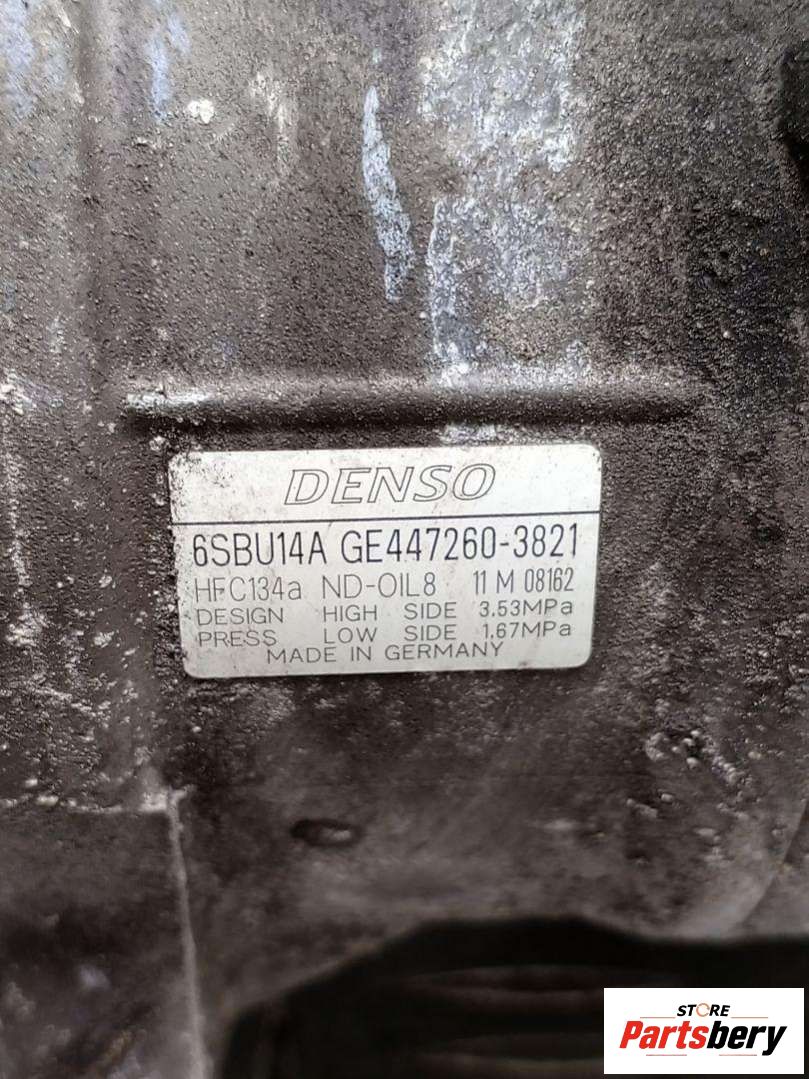 DENSO
6SBU14A GE447260-3821
HFC134a ND-OIL8 11 M 08162
DESIGN HIGH SIDE 3.53MPa
PRESS LOW SIDE 1.67MPa
MADE IN GERMANY
STORE
Partsbery